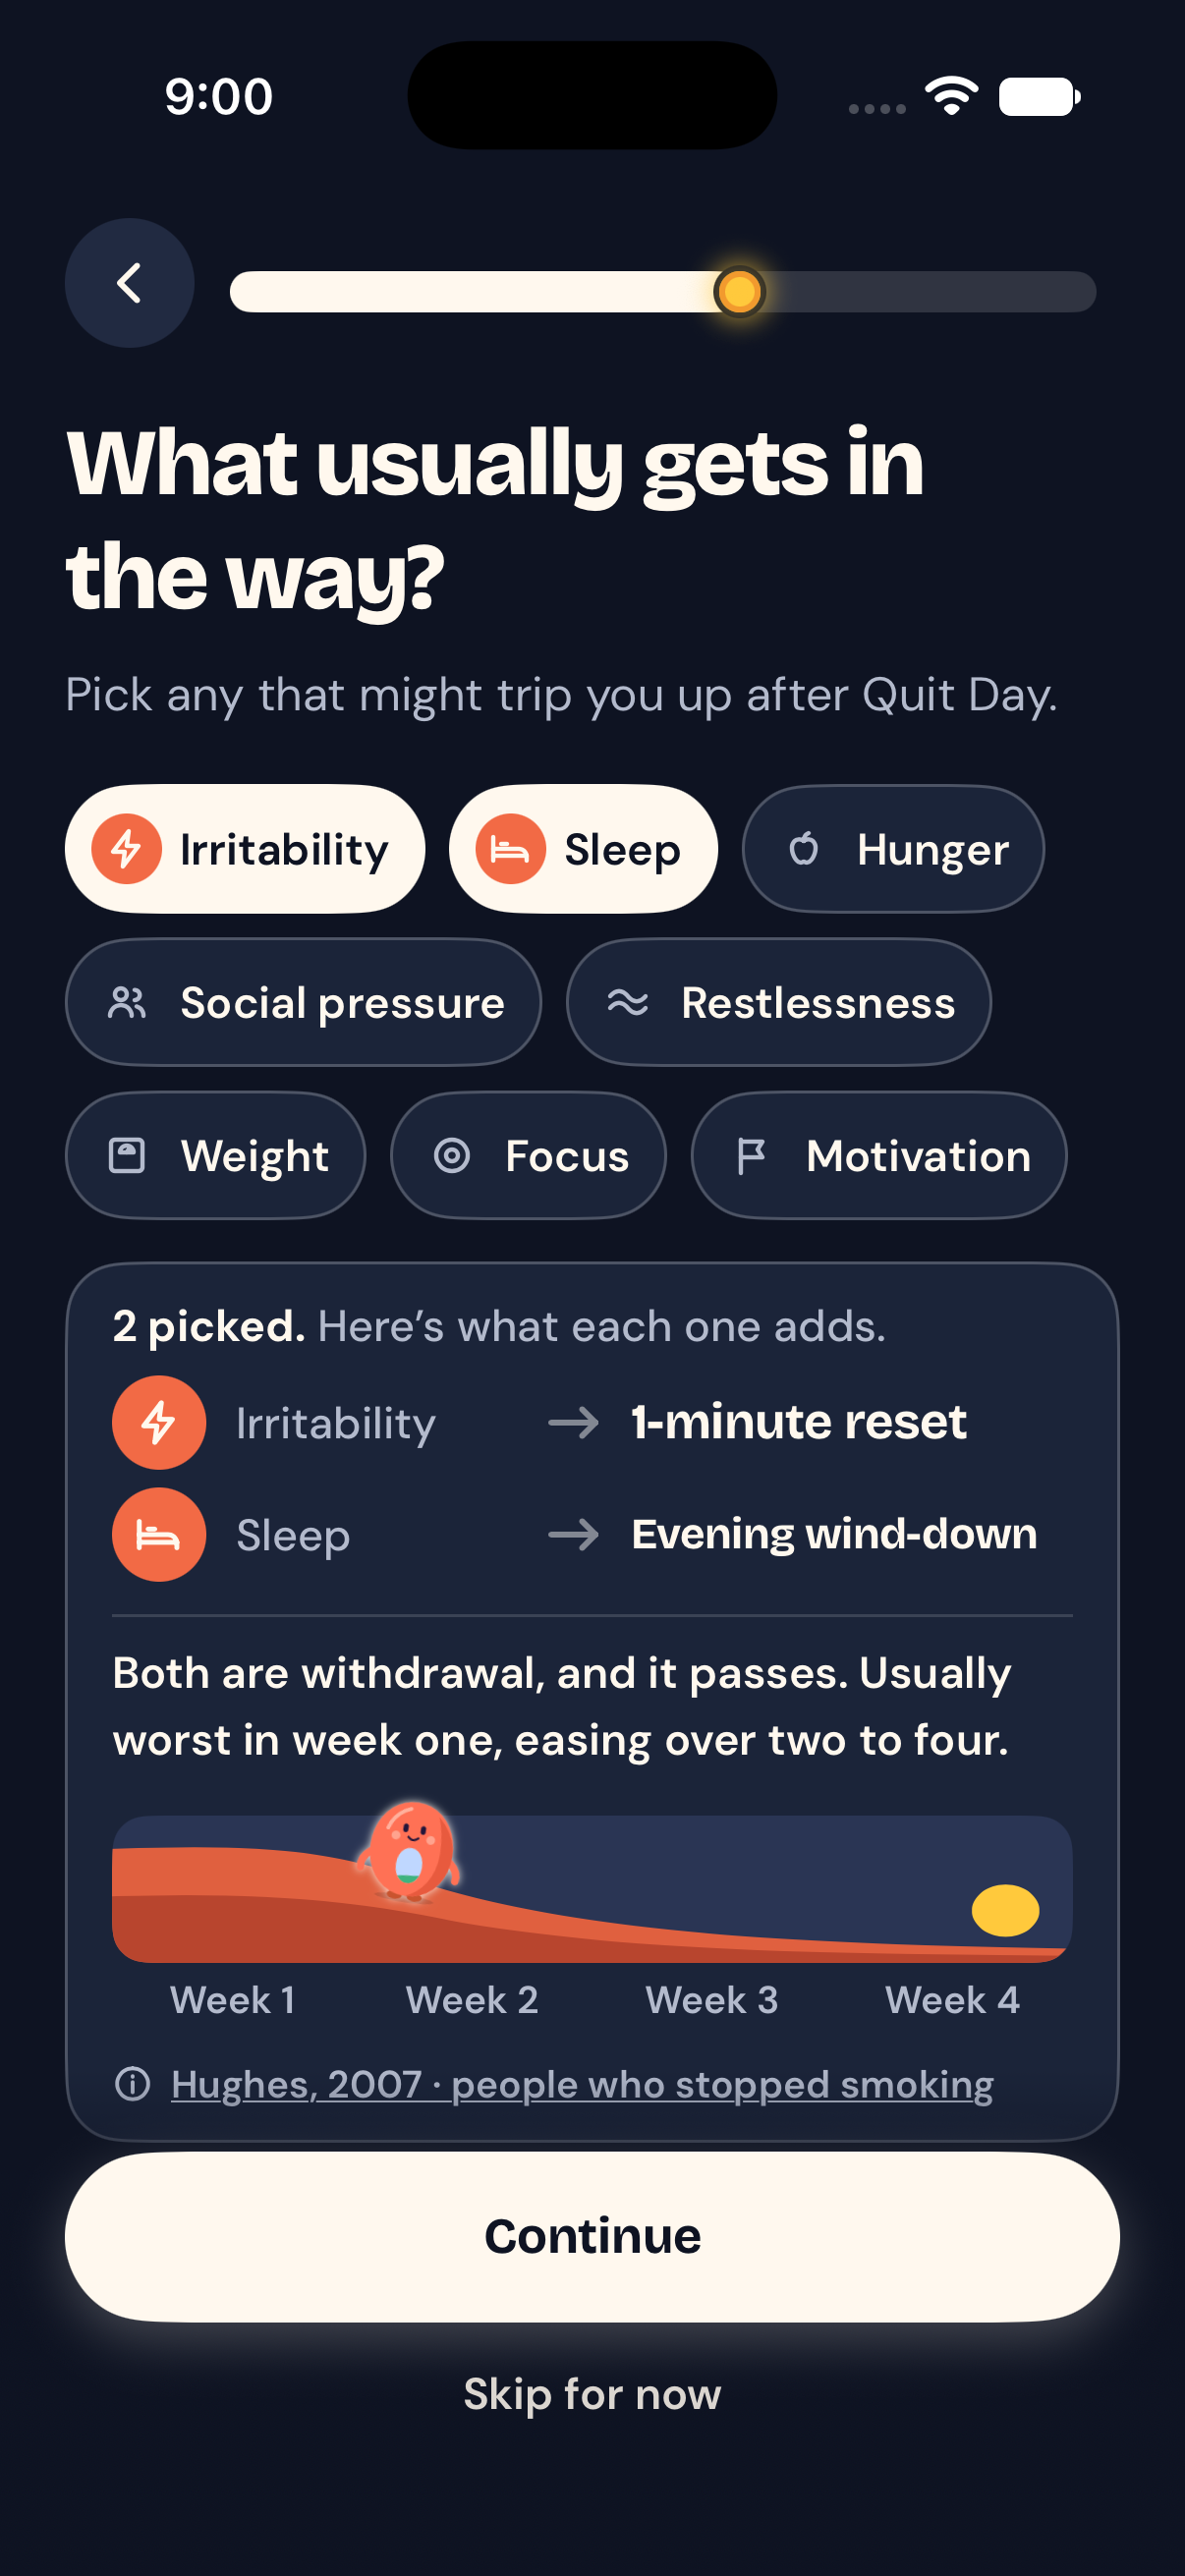 9:00
What usually gets in
the way?
Pick any that might trip you up after Quit Day.
Irritability
Sleep
Hunger
Social pressure
Restlessness
Weight
Focus
Motivation
2 picked. Here’s what each one adds.
Irritability → 1-minute reset
Sleep → Evening wind-down
Both are withdrawal, and it passes. Usually
worst in week one, easing over two to four.
Week 1 Week 2 Week 3 Week 4
Hughes, 2007 · people who stopped smoking
Continue
Skip for now